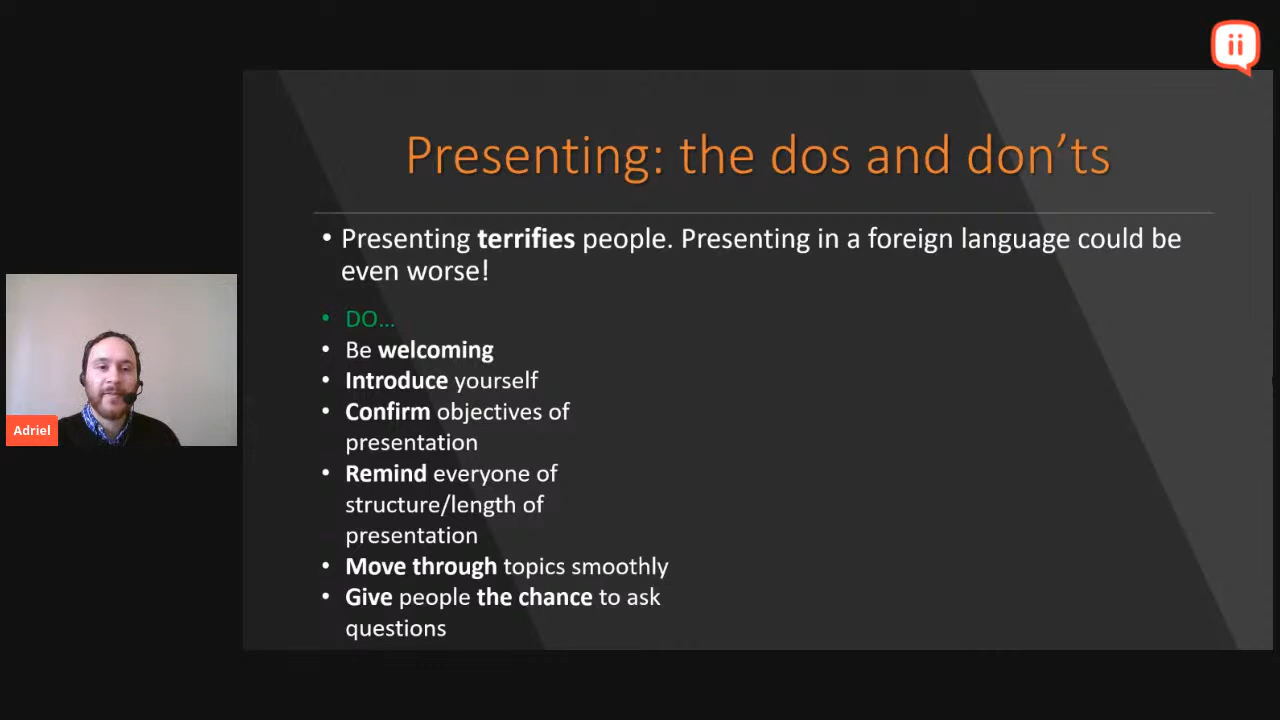 Presenting: the dos and don’ts
• Presenting terrifies people. Presenting in a foreign language could be
even worse!
• DO...
• Be welcoming
• Introduce yourself
• Confirm objectives of
presentation
• Remind everyone of
structure/length of
presentation
• Move through topics smoothly
• Give people the chance to ask
questions
Adriel